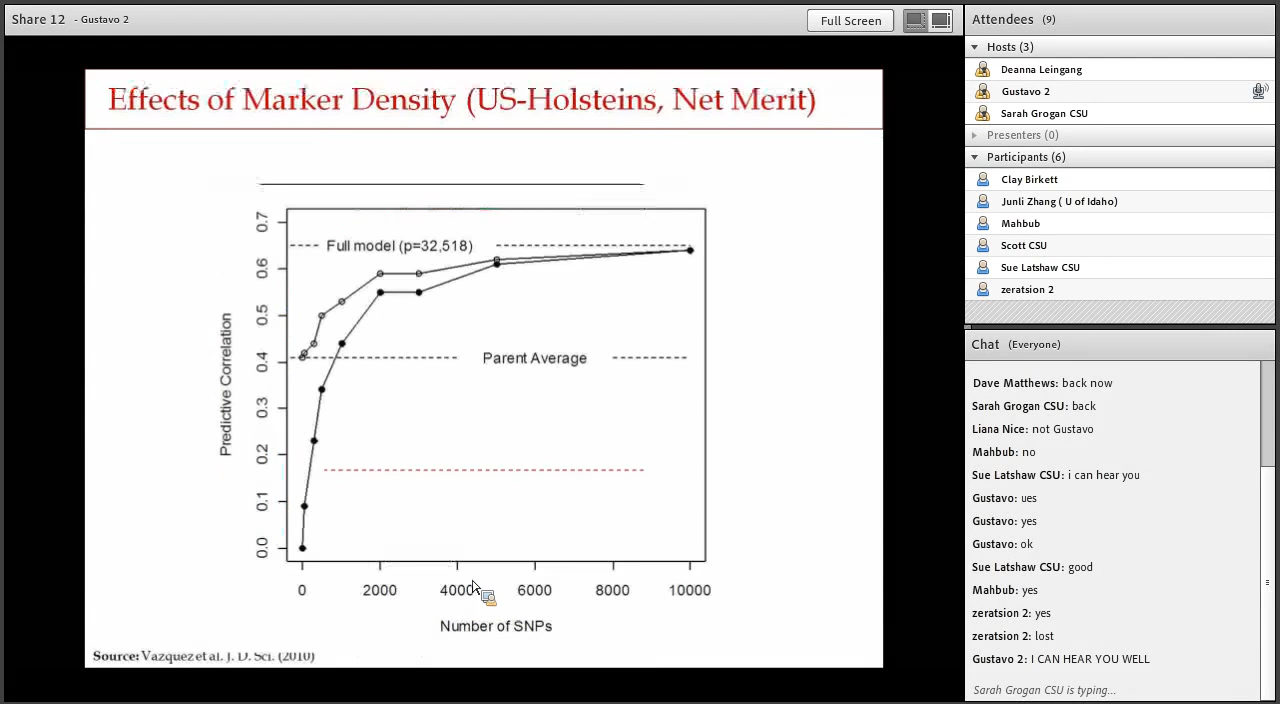 Share 12 - Gustavo 2
Full Screen
Effects of Marker Density (US-Holsteins, Net Merit)
Predictive Correlation
0.7
0.6
0.5
0.4
0.3
0.2
0.1
0.0
Full model (p=32,518)
Parent Average
0 2000 4000 6000 8000 10000
Number of SNPs
Source: Vazquez et al. J. D. Sci. (2010)
Attendees (9)
Hosts (3)
Deanna Leingang
Gustavo 2
Sarah Grogan CSU
Presenters (0)
Participants (6)
Clay Birkett
Junli Zhang ( U of Idaho)
Mahbub
Scott CSU
Sue Latshaw CSU
zeratsion 2
Chat (Everyone)
Dave Matthews: back now
Sarah Grogan CSU: back
Liana Nice: not Gustavo
Mahbub: no
Sue Latshaw CSU: i can hear you
Gustavo: ues
Gustavo: yes
Gustavo: ok
Sue Latshaw CSU: good
Mahbub: yes
zeratsion 2: yes
zeratsion 2: lost
Gustavo 2: I CAN HEAR YOU WELL
Sarah Grogan CSU is typing...